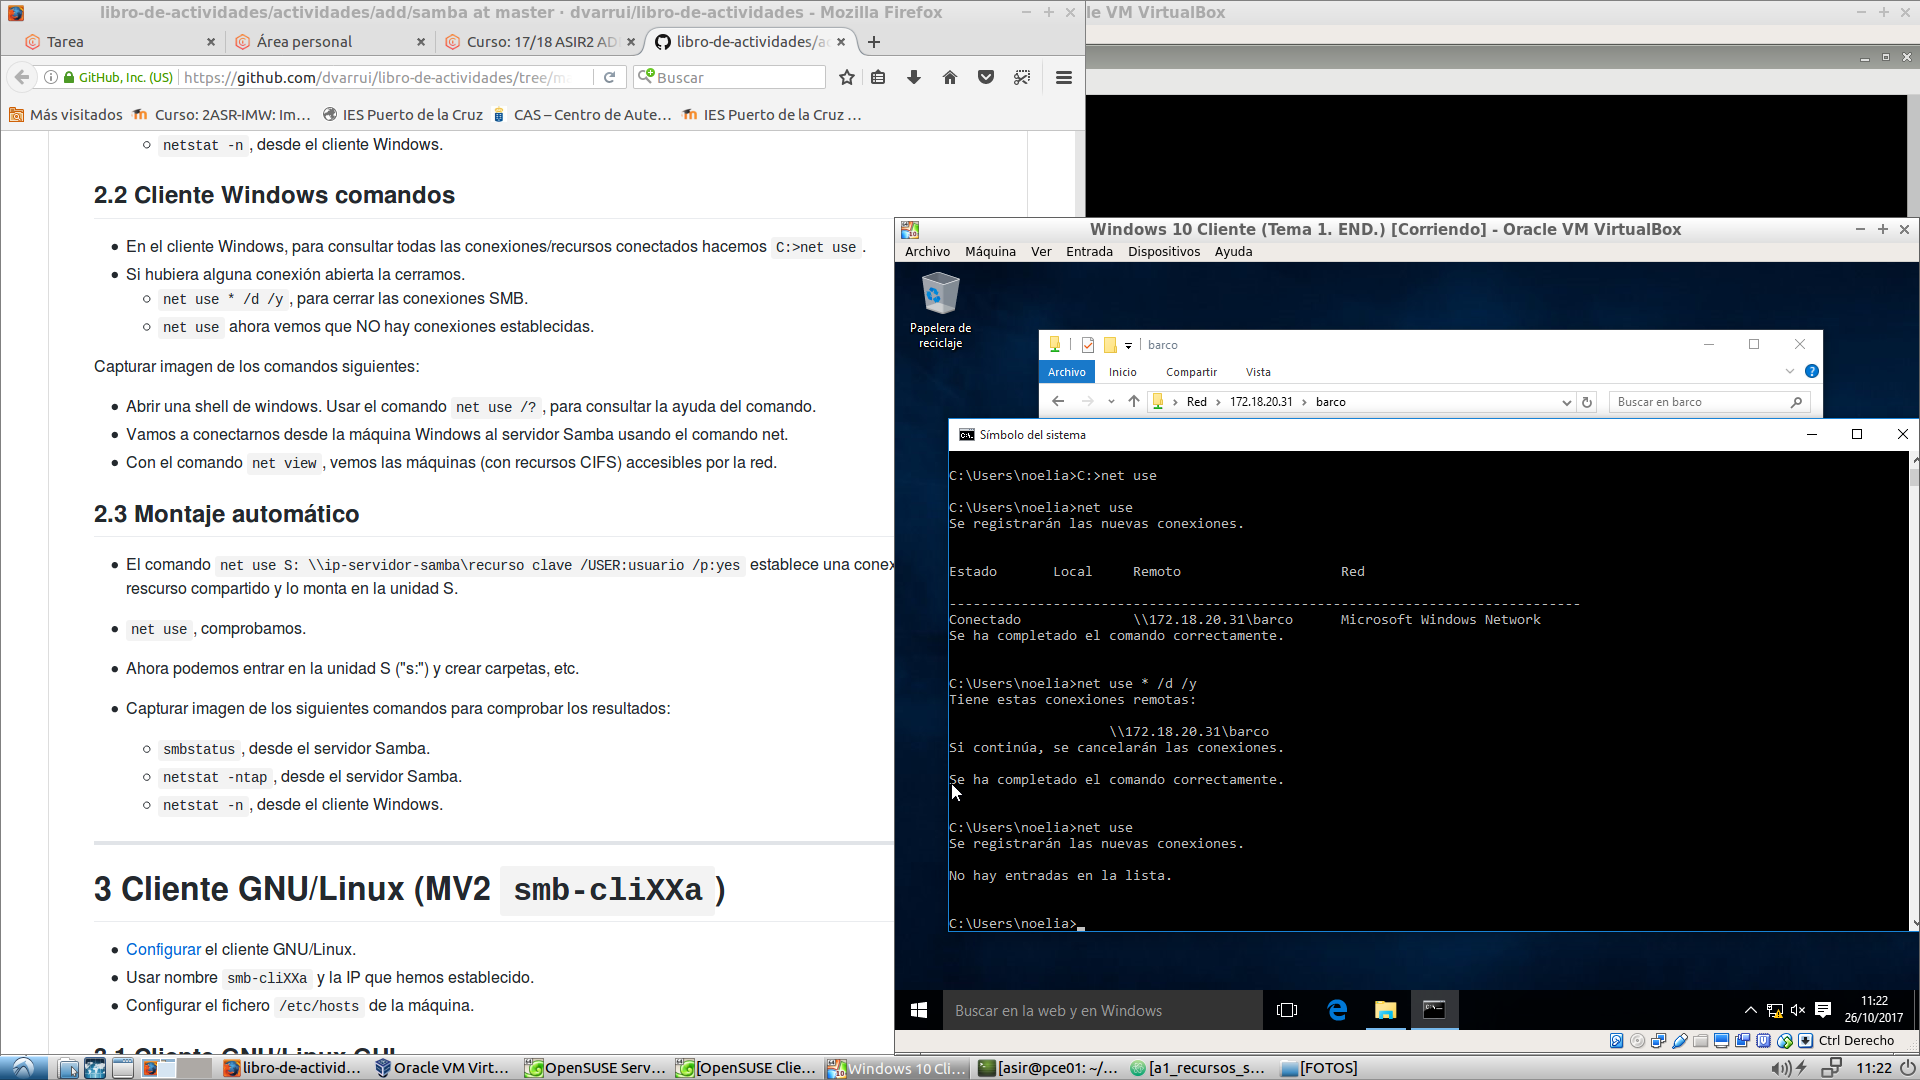 libro-de-actividades/actividades/add/samba at master · dvarrui/libro-de-actividades - Mozilla Firefox
le VM VirtualBox
Tarea
Área personal
Curso: 17/18 ASIR2 AD
libro-de-actividades/a
GitHub, Inc. (US)
https://github.com/dvarrui/libro-de-actividades/tree/m
Buscar
Más visitados
Curso: 2ASR-IMW: Im...
IES Puerto de la Cruz
CAS – Centro de Aute...
IES Puerto de la Cruz ...
netstat -n , desde el cliente Windows.
2.2 Cliente Windows comandos
En el cliente Windows, para consultar todas las conexiones/recursos conectados hacemos C:>net use .
Si hubiera alguna conexión abierta la cerramos.
net use * /d /y , para cerrar las conexiones SMB.
net use ahora vemos que NO hay conexiones establecidas.
Capturar imagen de los comandos siguientes:
Abrir una shell de windows. Usar el comando net use /? , para consultar la ayuda del comando.
Vamos a conectarnos desde la máquina Windows al servidor Samba usando el comando net.
Con el comando net view , vemos las máquinas (con recursos CIFS) accesibles por la red.
2.3 Montaje automático
El comando net use S: \\ip-servidor-samba\recurso clave /USER:usuario /p:yes establece una conex
rescurso compartido y lo monta en la unidad S.
net use , comprobamos.
Ahora podemos entrar en la unidad S ("s:") y crear carpetas, etc.
Capturar imagen de los siguientes comandos para comprobar los resultados:
smbstatus , desde el servidor Samba.
netstat -ntap , desde el servidor Samba.
netstat -n , desde el cliente Windows.
3 Cliente GNU/Linux (MV2 smb-cliXXa )
Configurar el cliente GNU/Linux.
Usar nombre smb-cliXXa y la IP que hemos establecido.
Configurar el fichero /etc/hosts de la máquina.
3.1 Cliente GNU/Linux GUI
Windows 10 Cliente (Tema 1. END.) [Corriendo] - Oracle VM VirtualBox
Archivo Máquina Ver Entrada Dispositivos Ayuda
Papelera de
reciclaje
barco
Archivo Inicio Compartir Vista
Red 172.18.20.31 barco
Buscar en barco
Símbolo del sistema
C:\Users\noelia>C:>net use
C:\Users\noelia>net use
Se registrarán las nuevas conexiones.
Estado Local Remoto Red
-------------------------------------------------------------------------------
Conectado \\172.18.20.31\barco Microsoft Windows Network
Se ha completado el comando correctamente.
C:\Users\noelia>net use * /d /y
Tiene estas conexiones remotas:
\\172.18.20.31\barco
Si continúa, se cancelarán las conexiones.
Se ha completado el comando correctamente.
C:\Users\noelia>net use
Se registrarán las nuevas conexiones.
No hay entradas en la lista.
C:\Users\noelia>_
Buscar en la web y en Windows
11:22
26/10/2017
Ctrl Derecho
libro-de-activid...
Oracle VM Virt...
OpenSUSE Serv...
[OpenSUSE Clie...
Windows 10 Cli...
[asir@pce01: ~/...
[a1_recursos_s...
[FOTOS]
11:22